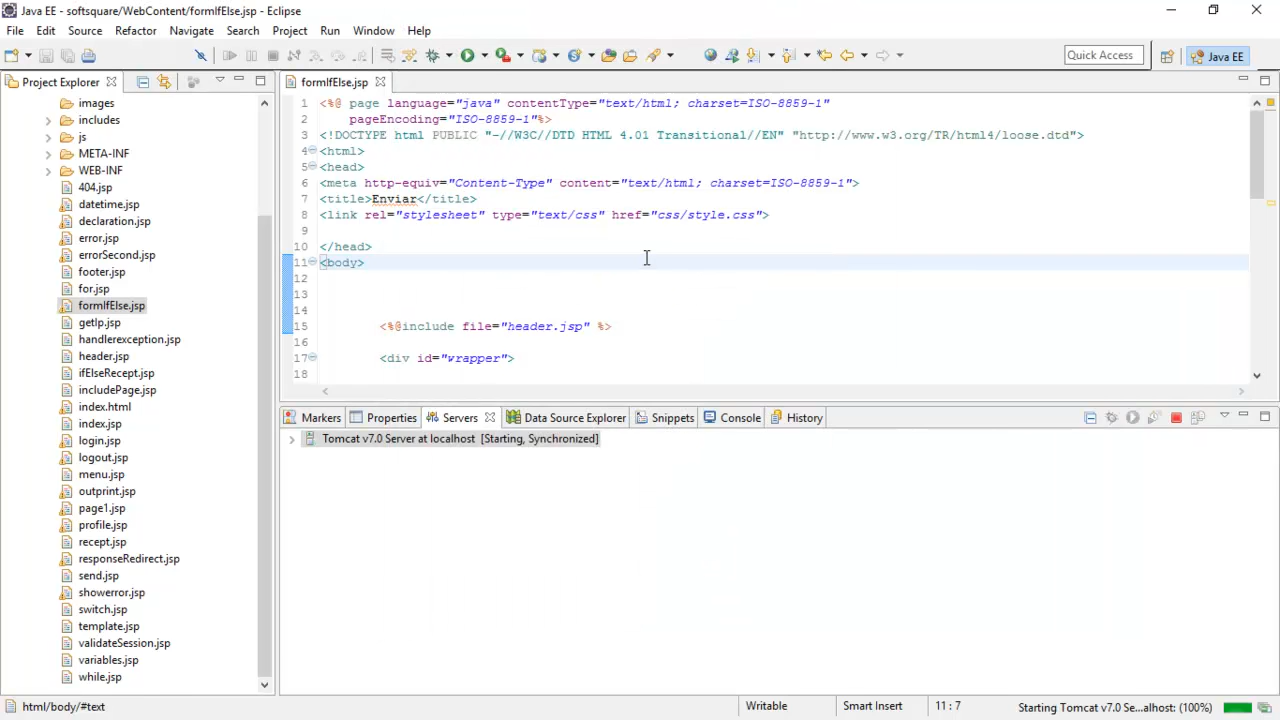 Java EE - softsquare/WebContent/formIfElse.jsp - Eclipse
File Edit Source Refactor Navigate Search Project Run Window Help
Quick Access
Java EE
Project Explorer
images
includes
js
META-INF
WEB-INF
404.jsp
datetime.jsp
declaration.jsp
error.jsp
errorSecond.jsp
footer.jsp
for.jsp
formIfElse.jsp
getIp.jsp
handlerexception.jsp
header.jsp
ifElseRecept.jsp
includePage.jsp
index.html
index.jsp
login.jsp
logout.jsp
menu.jsp
outprint.jsp
page1.jsp
profile.jsp
recept.jsp
responseRedirect.jsp
send.jsp
showerror.jsp
switch.jsp
template.jsp
validateSession.jsp
variables.jsp
while.jsp
formIfElse.jsp
1 <%@ page language="java" contentType="text/html; charset=ISO-8859-1"
2 pageEncoding="ISO-8859-1"%>
3 <!DOCTYPE html PUBLIC "-//W3C//DTD HTML 4.01 Transitional//EN" "http://www.w3.org/TR/html4/loose.dtd">
4 <html>
5 <head>
6 <meta http-equiv="Content-Type" content="text/html; charset=ISO-8859-1">
7 <title>Enviar</title>
8 <link rel="stylesheet" type="text/css" href="css/style.css">
9
10 </head>
11 <body>
12
13
14
15 <%@include file="header.jsp" %>
16
17 <div id="wrapper">
18
Markers Properties Servers Data Source Explorer Snippets Console History
Tomcat v7.0 Server at localhost [Starting, Synchronized]
html/body/#text
Writable
Smart Insert
11 : 7
Starting Tomcat v7.0 Se...alhost: (100%)